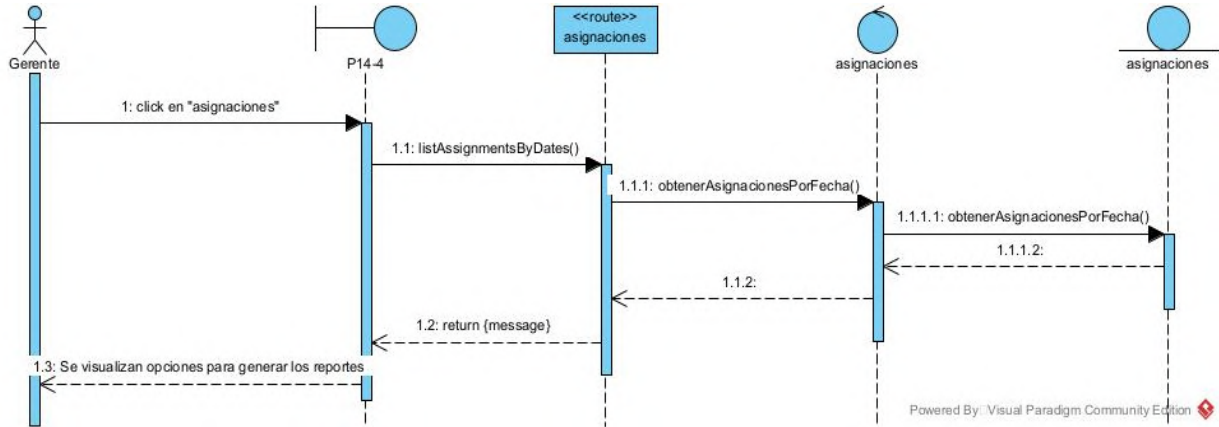 <<route>>
asignaciones
Gerente
P14-4
asignaciones
asignaciones
1: click en "asignaciones"
1.1: listAssignmentsByDates()
1.1.1: obtenerAsignacionesPorFecha()
1.1.1.1: obtenerAsignacionesPorFecha()
1.1.1.2:
1.1.2:
1.2: return {message}
1.3: Se visualizan opciones para generar los reportes
Powered By Visual Paradigm Community Edition